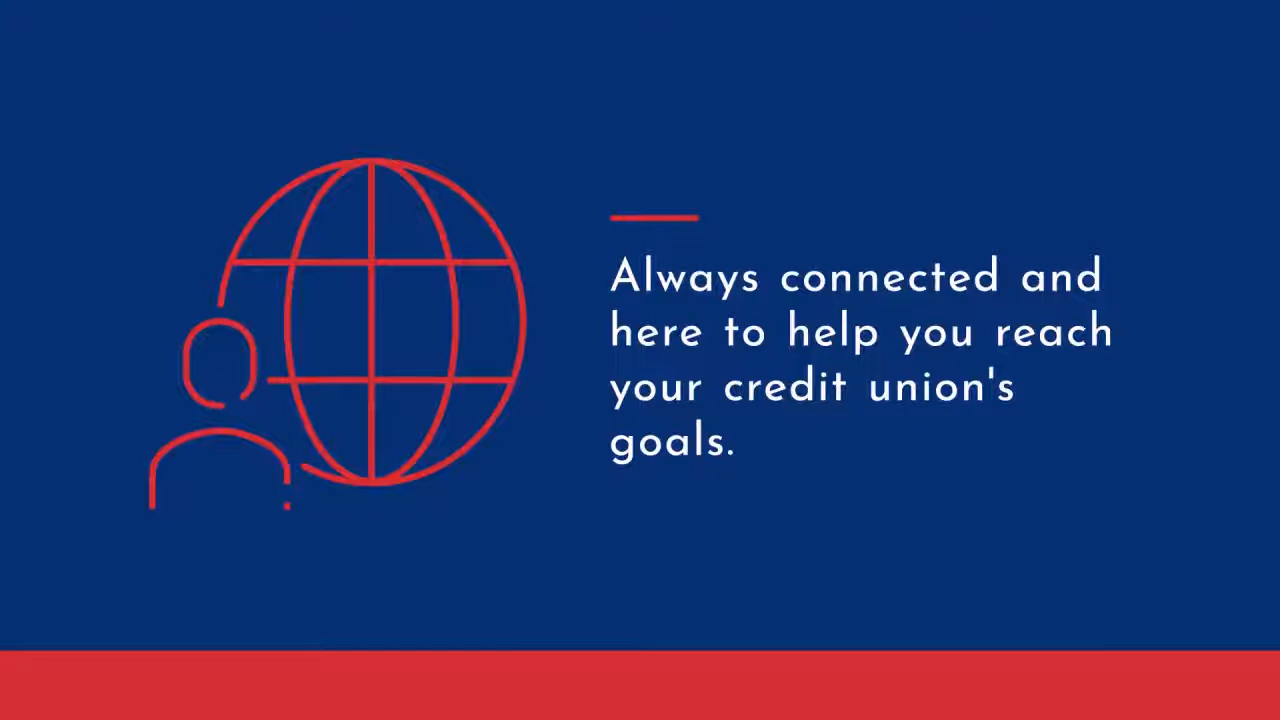 Always connected and
here to help you reach
your credit union's
goals.